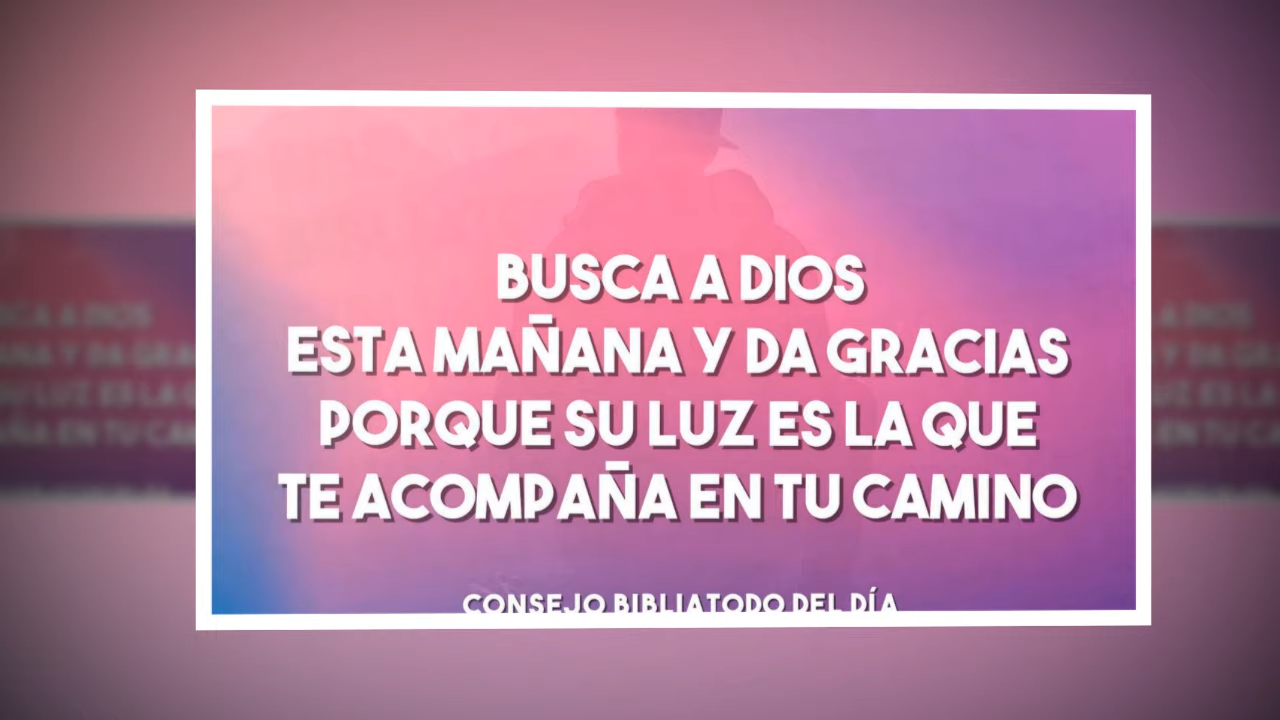 BUSCA A DIOS
ESTA MAÑANA Y DA GRACIAS
PORQUE SU LUZ ES LA QUE
TE ACOMPAÑA EN TU CAMINO
CONSEJO BIBLIATODO DEL DÍA